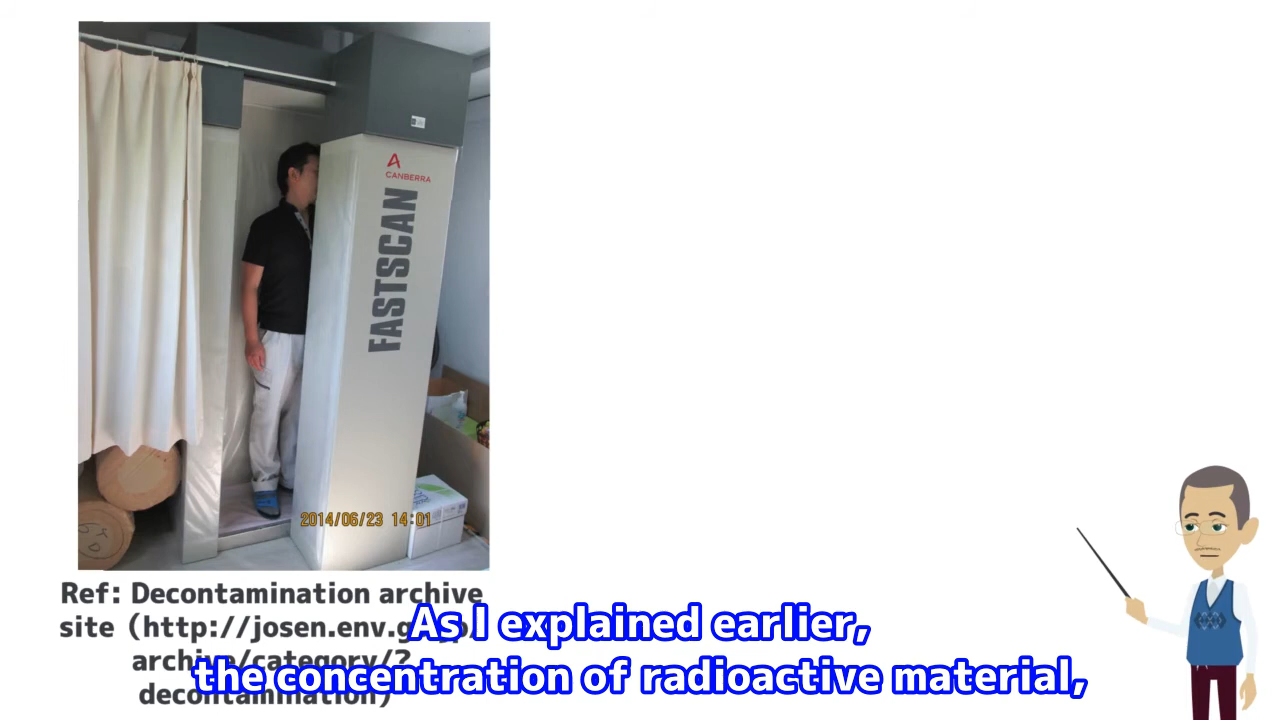 CANBERRA
FASTSCAN
2014/06/23 14:01
Ref: Decontamination archive
site (http://josen.env.g
archive/category/?
decontamination)
As I explained earlier,
the concentration of radioactive material,